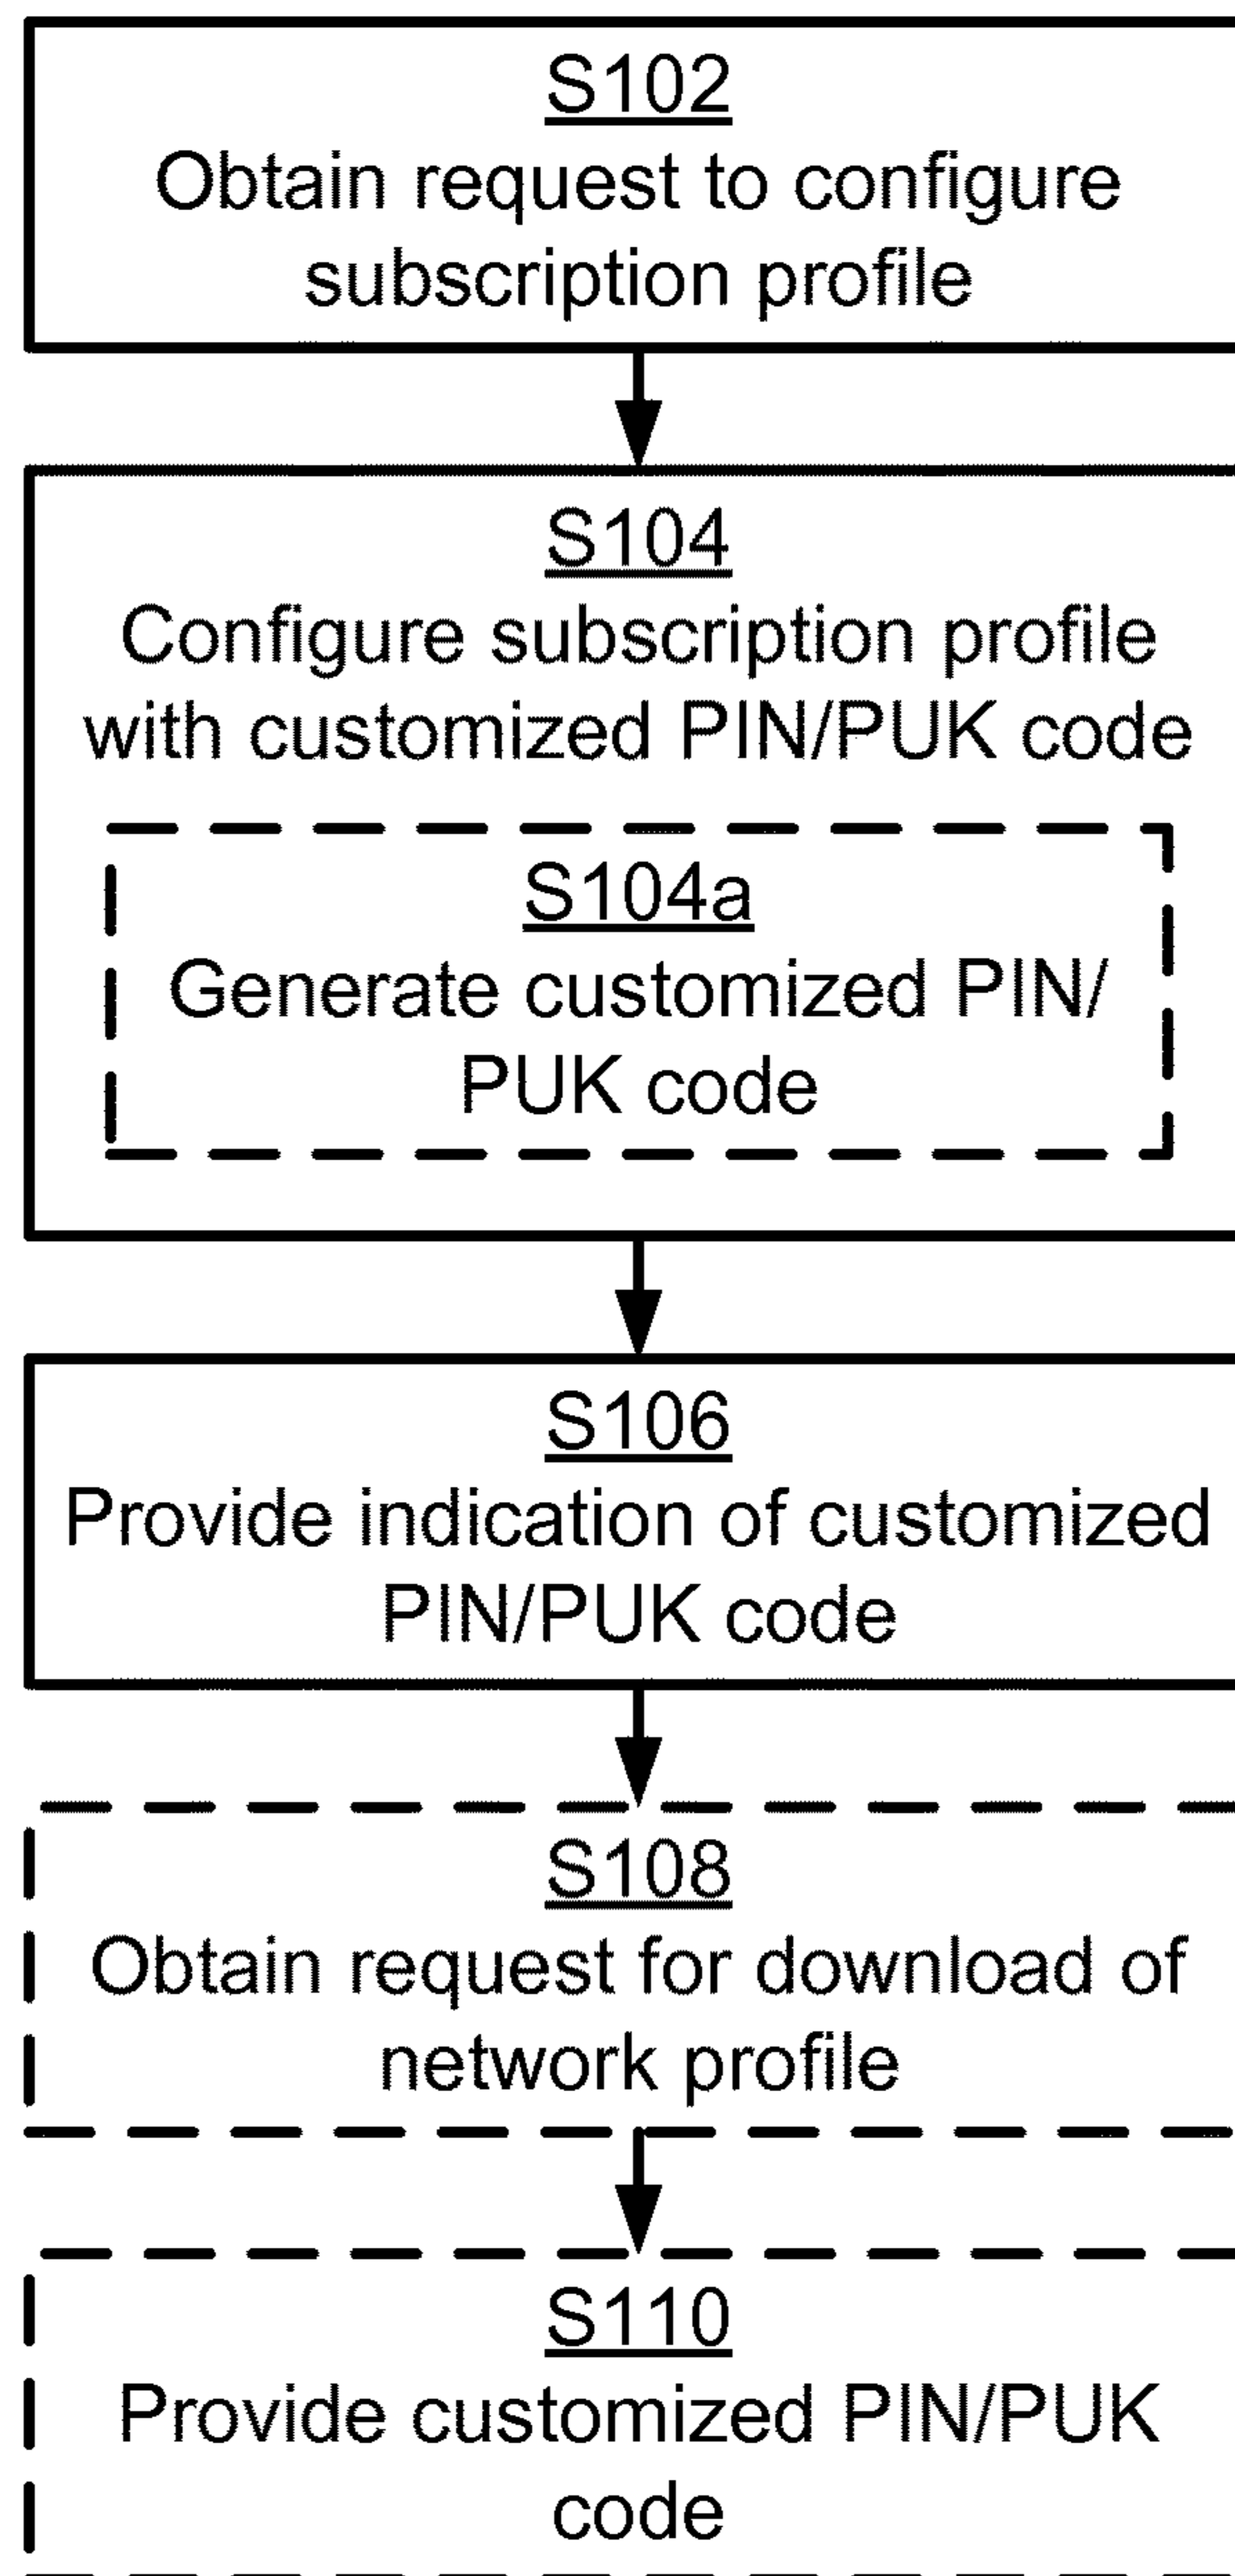 S102
Obtain request to configure
subscription profile
S104
Configure subscription profile
with customized PIN/PUK code
S104a
Generate customized PIN/
PUK code
S106
Provide indication of customized
PIN/PUK code
S108
Obtain request for download of
network profile
S110
Provide customized PIN/PUK
code